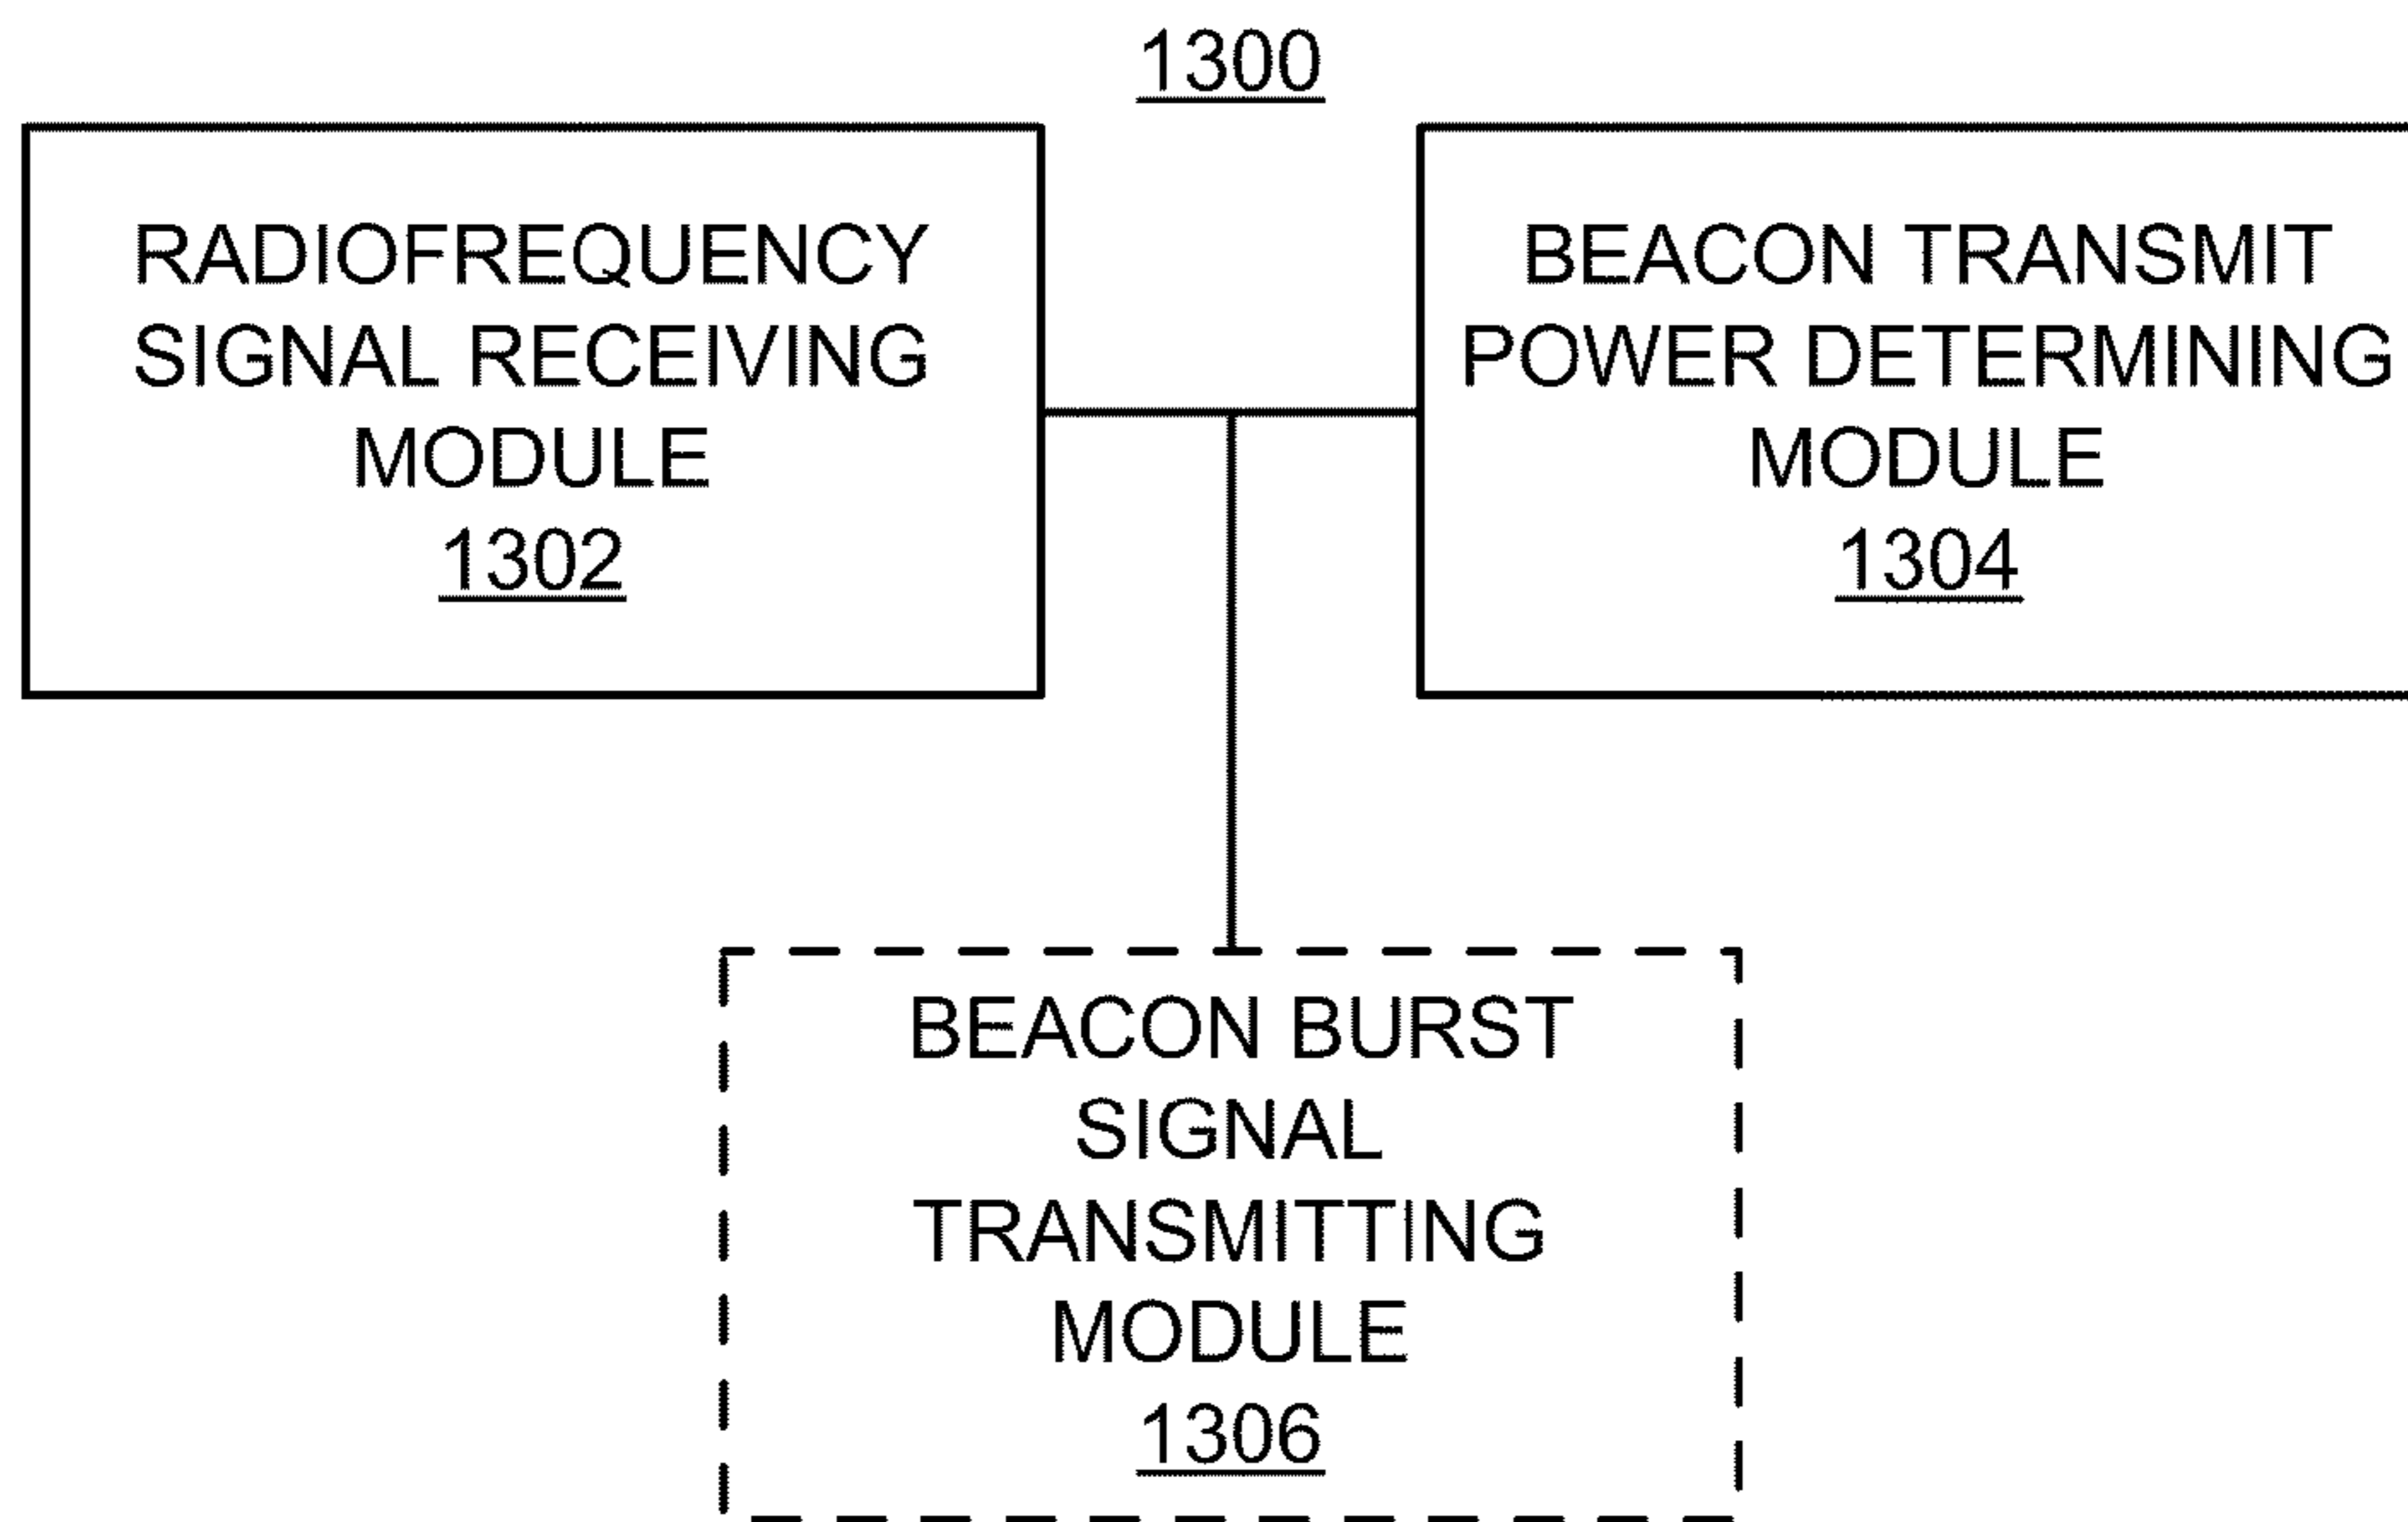 1300
RADIOFREQUENCY
SIGNAL RECEIVING
MODULE
1302
BEACON TRANSMIT
POWER DETERMINING
MODULE
1304
BEACON BURST
SIGNAL
TRANSMITTING
MODULE
1306